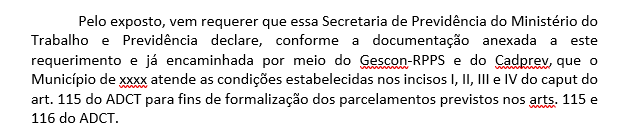 Pelo exposto, vem requerer que essa Secretaria de Previdência do Ministério do
Trabalho e Previdência declare, conforme a documentação anexada a este
requerimento e já encaminhada por meio do Gescon-RPPS e do Cadprev, que o
Município de xxxx atende as condições estabelecidas nos incisos I, II, III e IV do caput do
art. 115 do ADCT para fins de formalização dos parcelamentos previstos nos arts. 115 e
116 do ADCT.